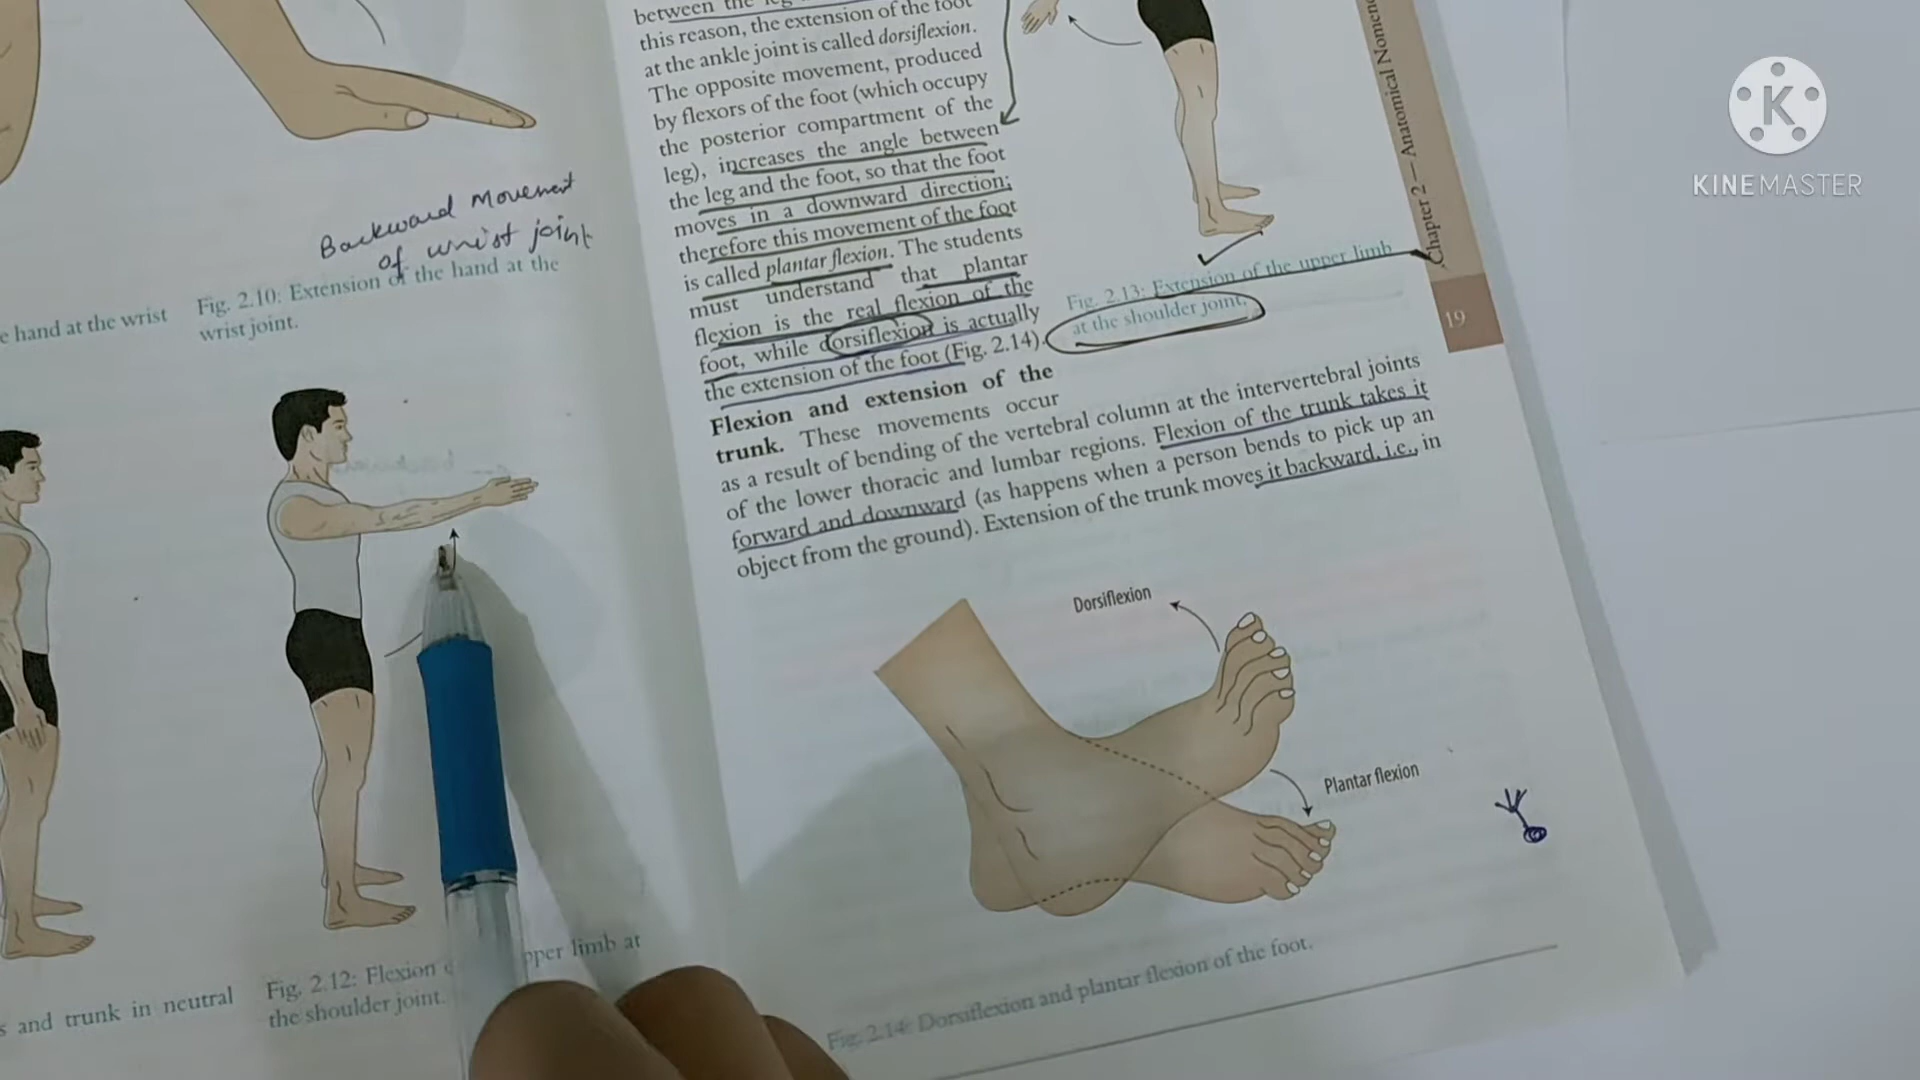 Backward Movement
of wrist joint
e hand at the wrist
Fig. 2.10: Extension of the hand at the
wrist joint.
s and trunk in neutral
Fig. 2.12: Flexion
pper limb at
the shoulder joint.
between the leg
this reason, the extension of the foot
at the ankle joint is called dorsiflexion.
The opposite movement, produced
by flexors of the foot (which occupy
the posterior compartment of the
leg), increases the angle between
the leg and the foot, so that the foot
moves in a downward direction;
therefore this movement of the foot
is called plantar flexion. The students
must understand that plantar
flexion is the real flexion of the
foot, while dorsiflexion is actually
the extension of the foot (Fig. 2.14).
Flexion and extension of the
trunk. These movements occur
as a result of bending of the vertebral column at the intervertebral joints
of the lower thoracic and lumbar regions. Flexion of the trunk takes it
forward and downward (as happens when a person bends to pick up an
object from the ground). Extension of the trunk moves it backward, i.e., in
Fig. 2.13: Extension of the upper limb
at the shoulder joint.
Chapter 2 — Anatomical Nomen
19
Dorsiflexion
Plantar flexion
Fig. 2.14: Dorsiflexion and plantar flexion of the foot.
K
KINEMASTER